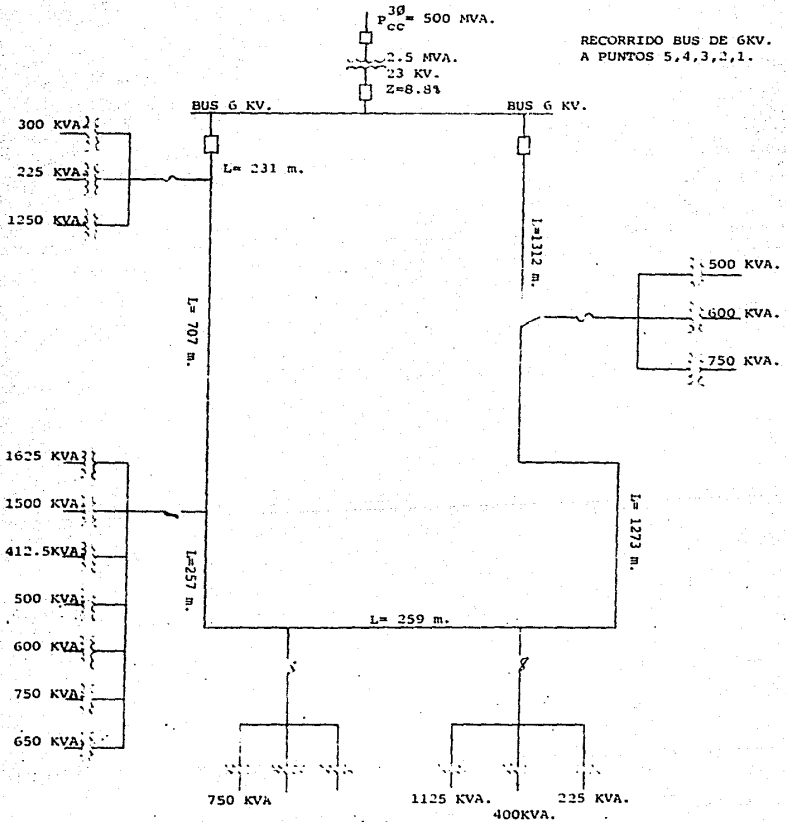 P 3Ø cc = 500 MVA.
RECORRIDO BUS DE 6KV.
A PUNTOS 5,4,3,2,1.
2.5 MVA.
23 KV.
Z=8.8%
BUS 6 KV.
BUS 6 KV.
300 KVA
225 KVA
1250 KVA
L= 231 m.
L=1312 m.
500 KVA.
600 KVA.
750 KVA.
L= 707 m.
1625 KVA
1500 KVA
412.5KVA
500 KVA
600 KVA
750 KVA
650 KVA
L=257 m.
L= 1273 m.
L= 259 m.
750 KVA
1125 KVA.
400KVA.
225 KVA.